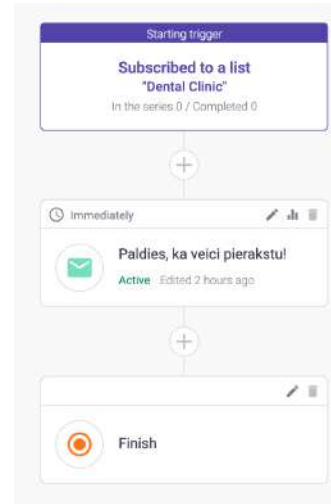 Starting trigger
Subscribed to a list
"Dental Clinic"
In the series 0 / Completed 0
Immediately
Paldies, ka veici pierakstu!
Active Edited 2 hours ago
Finish